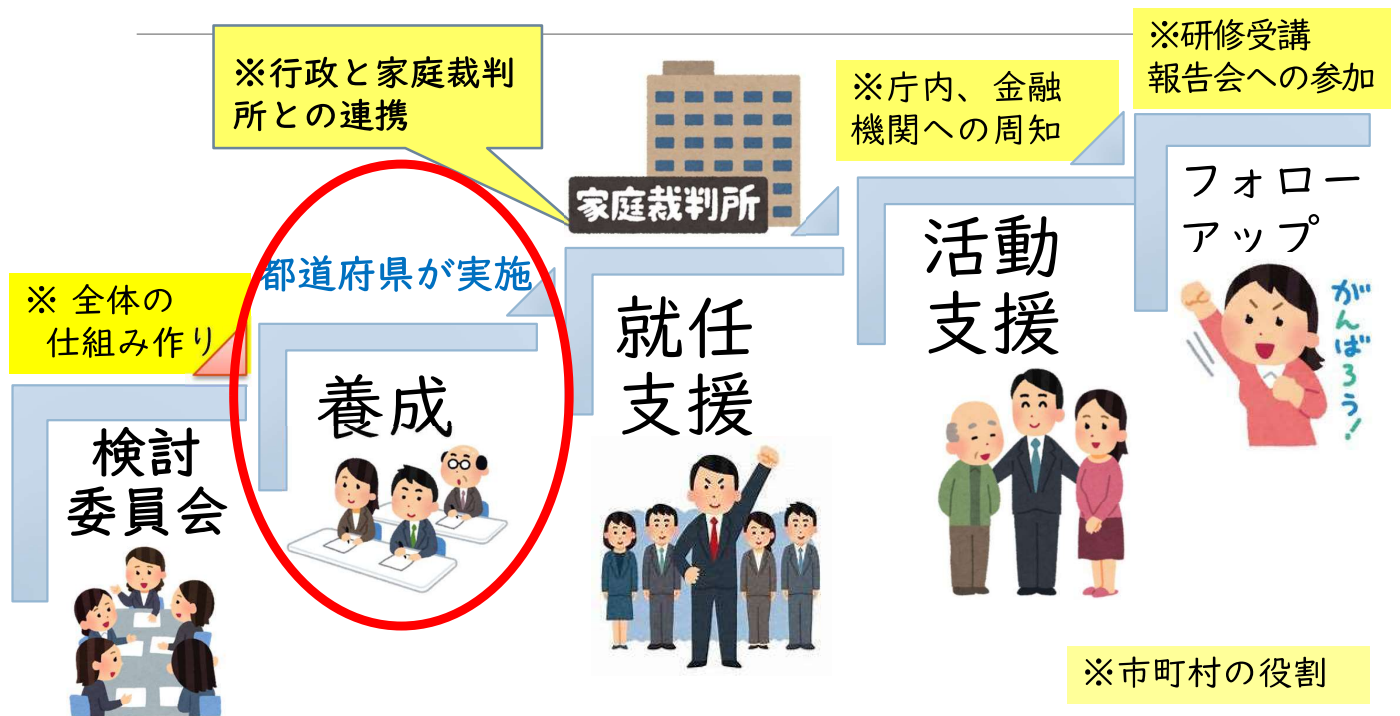 ※研修受講
報告会への参加
※行政と家庭裁判
所との連携
※庁内、金融
機関への周知
家庭裁判所
フォロー
アップ
がんばろう!
活動
支援
都道府県が実施
※ 全体の
仕組み作り
就任
支援
養成
検討
委員会
※市町村の役割